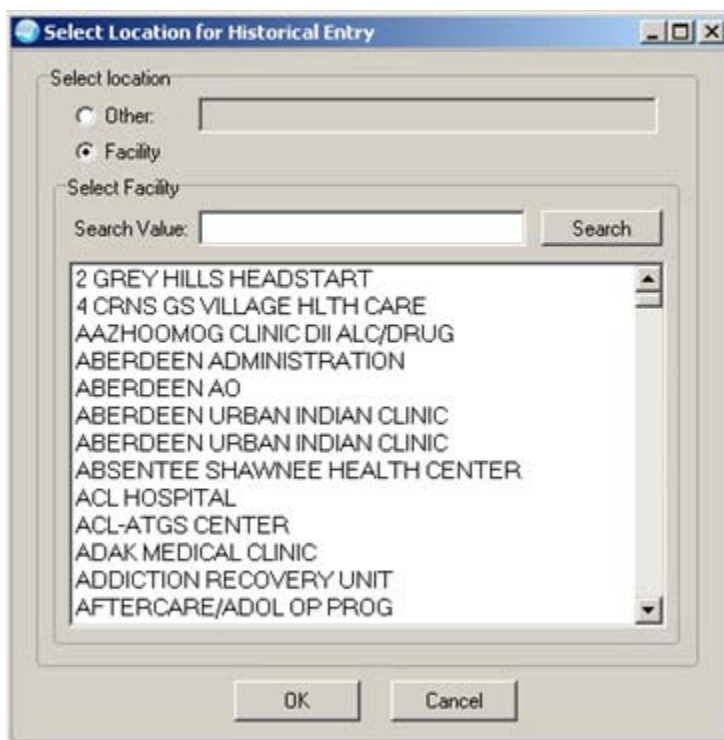 Select Location for Historical Entry
Select location
Other:
Facility
Select Facility
Search Value: Search
2 GREY HILLS HEADSTART
4 CRNS GS VILLAGE HLTH CARE
AAZHOOMOG CLINIC DII ALC/DRUG
ABERDEEN ADMINISTRATION
ABERDEEN AO
ABERDEEN URBAN INDIAN CLINIC
ABERDEEN URBAN INDIAN CLINIC
ABSENTEE SHAWNEE HEALTH CENTER
ACL HOSPITAL
ACL-ATGS CENTER
ADAK MEDICAL CLINIC
ADDICTION RECOVERY UNIT
AFTERCARE/ADOL OP PROG
OK Cancel